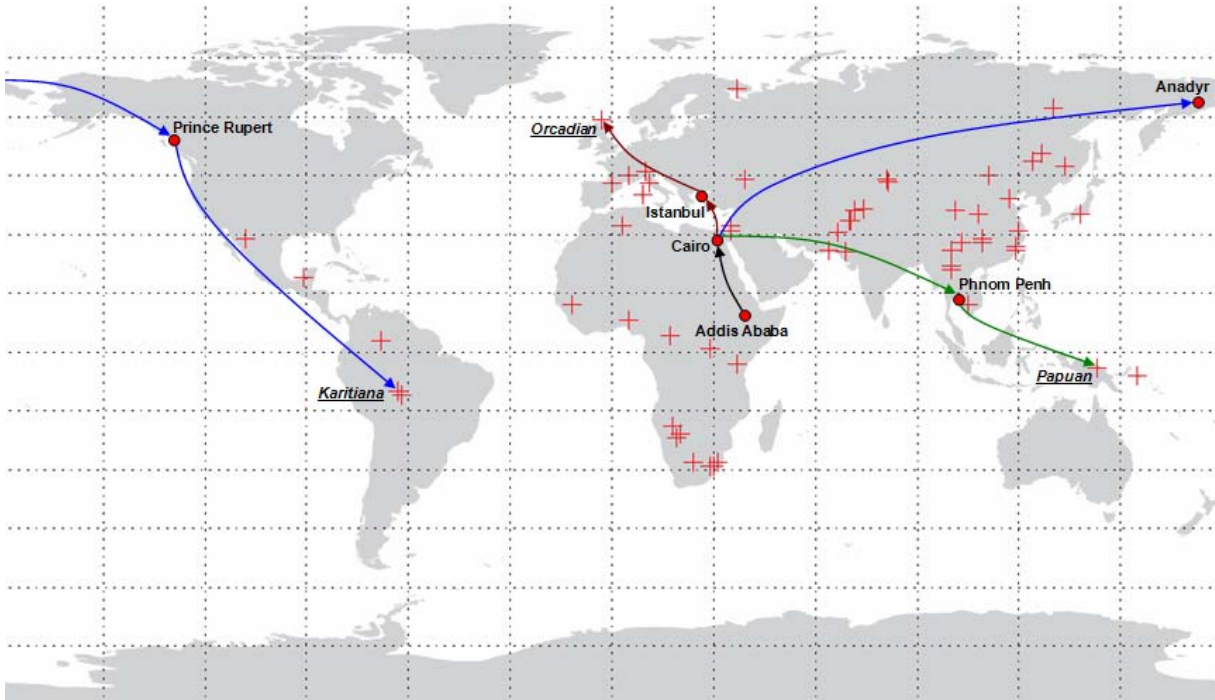 Anadyr
Prince Rupert
Orcadian
Istanbul
Cairo
Phnom Penh
Addis Ababa
Papuan
Karitiana